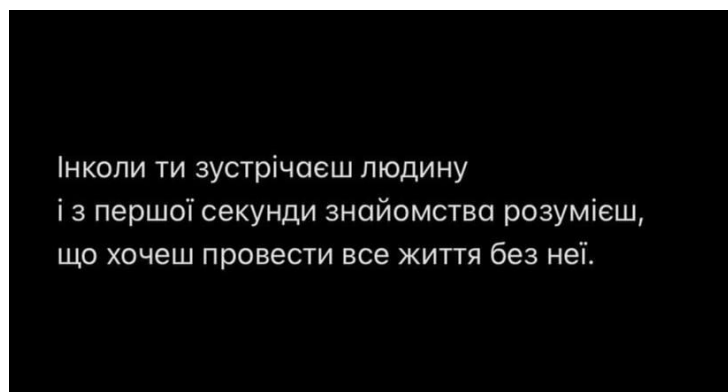 Інколи ти зустрічаєш людину
і з першої секунди знайомства розумієш,
що хочеш провести все життя без неї.